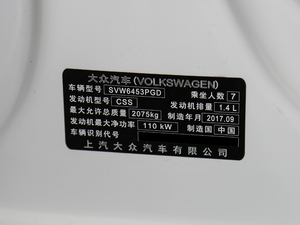 大众汽车(VOLKSWAGEN)
车辆型号 SVW6453PGD 乘坐人数 7
发动机型号 CSS 发动机排量 1.4 L
最大允许总质量 2075kg 制造年月 2017.09
发动机最大净功率 110 kW 制造国 中国
车辆识别代号
上汽大众汽车有限公司